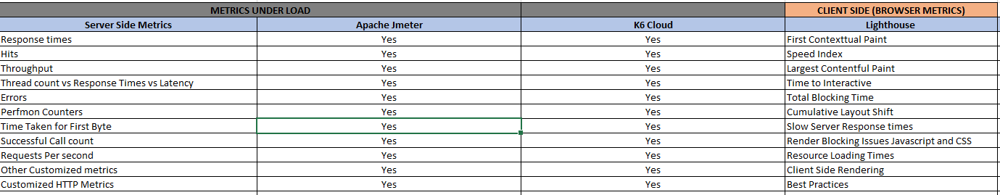 METRICS UNDER LOAD CLIENT SIDE (BROWSER METRICS)
Server Side Metrics Apache Jmeter K6 Cloud Lighthouse
Response times Yes Yes First Contexttual Paint
Hits Yes Yes Speed Index
Throughput Yes Yes Largest Contentful Paint
Thread count vs Response Times vs Latency Yes Yes Time to Interactive
Errors Yes Yes Total Blocking Time
Perfmon Counters Yes Yes Cumulative Layout Shift
Time Taken for First Byte Yes Yes Slow Server Response times
Successful Call count Yes Yes Render Blocking Issues Javascript and CSS
Requests Per second Yes Yes Resource Loading Times
Other Customized metrics Yes Yes Client Side Rendering
Customized HTTP Metrics Yes Yes Best Practices